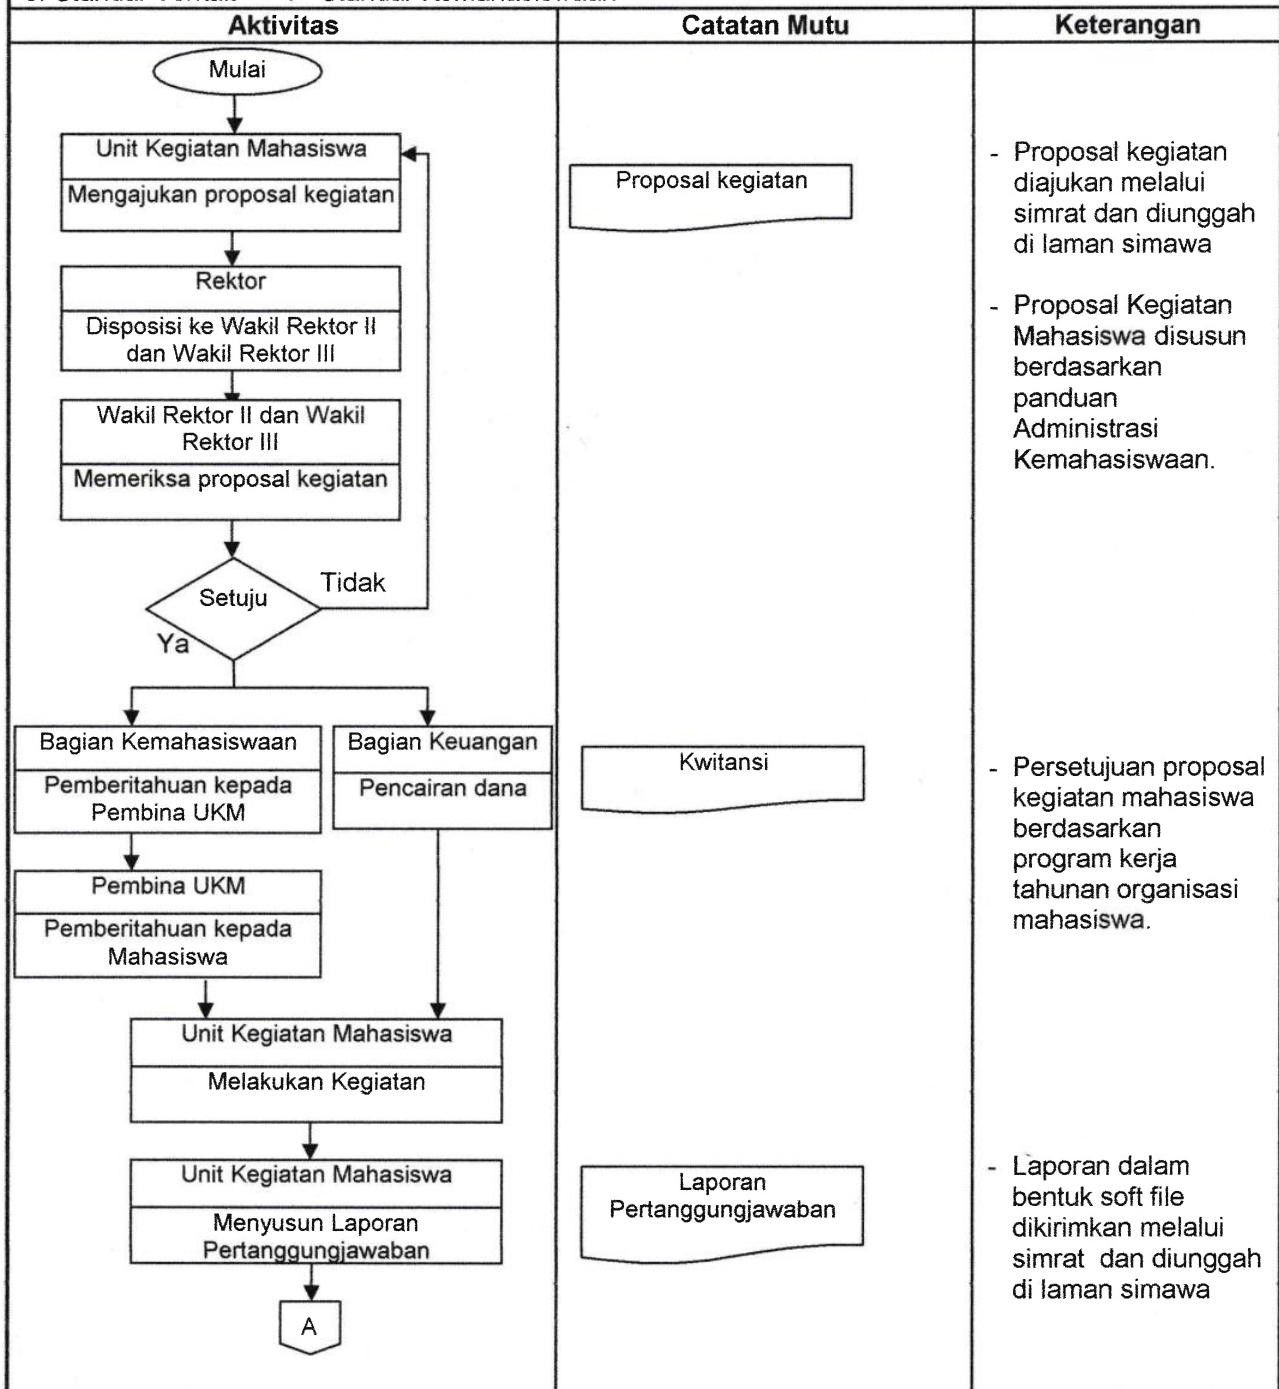 Aktivitas
Catatan Mutu
Keterangan
Mulai
Unit Kegiatan Mahasiswa
Mengajukan proposal kegiatan
Proposal kegiatan
- Proposal kegiatan
diajukan melalui
simrat dan diunggah
di laman simawa
Rektor
Disposisi ke Wakil Rektor II
dan Wakil Rektor III
- Proposal Kegiatan
Mahasiswa disusun
berdasarkan
panduan
Administrasi
Kemahasiswaan.
Wakil Rektor II dan Wakil
Rektor III
Memeriksa proposal kegiatan
Setuju
Tidak
Ya
Bagian Kemahasiswaan
Pemberitahuan kepada
Pembina UKM
Bagian Keuangan
Pencairan dana
Kwitansi
- Persetujuan proposal
kegiatan mahasiswa
berdasarkan
program kerja
tahunan organisasi
mahasiswa.
Pembina UKM
Pemberitahuan kepada
Mahasiswa
Unit Kegiatan Mahasiswa
Melakukan Kegiatan
Unit Kegiatan Mahasiswa
Menyusun Laporan
Pertanggungjawaban
Laporan
Pertanggungjawaban
- Laporan dalam
bentuk soft file
dikirimkan melalui
simrat dan diunggah
di laman simawa
A